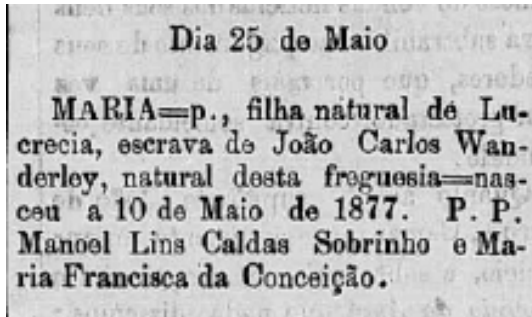 Dia 25 de Maio
MARIA=p., filha natural de Lu-
crecia, escrava de João Carlos Wan-
derley, natural desta freguesia=nas-
ceu a 10 de Maio de 1877. P. P.
Manoel Lins Caldas Sobrinho e Ma-
ria Francisca da Conceição.